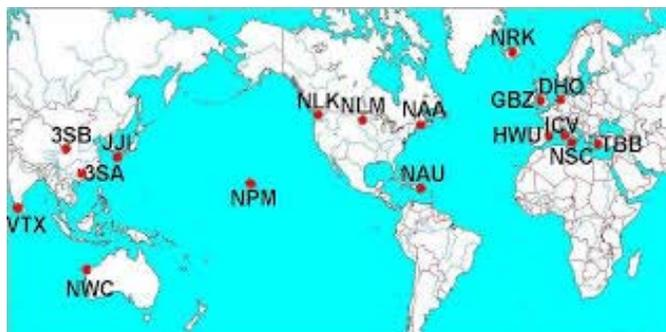 NRK
DHO
GBZ
NLK
NLM
NAA
3SB
JJI
HWU
ICV
NSC
TBB
3SA
NPM
NAU
VTX
NWC